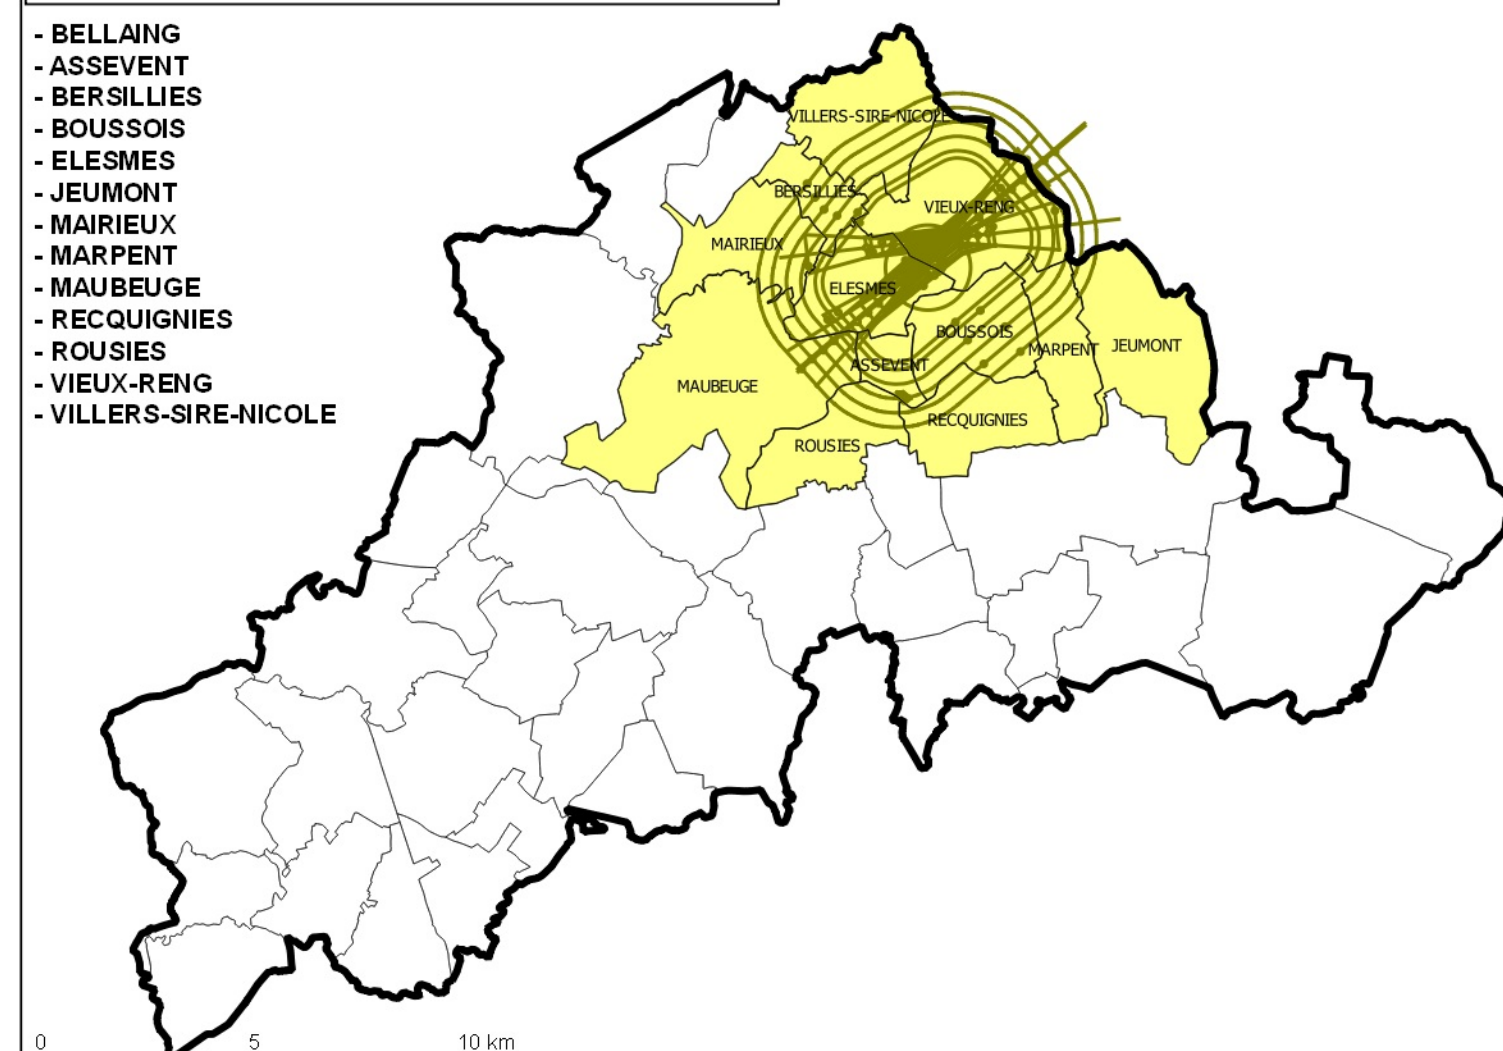 - BELLAING
- ASSEVENT
- BERSILLIES
- BOUSSOIS
- ELESMES
- JEUMONT
- MAIRIEUX
- MARPENT
- MAUBEUGE
- RECQUIGNIES
- ROUSIES
- VIEUX-RENG
- VILLERS-SIRE-NICOLE
VILLERS-SIRE-NICOLE
BERSILLIES
VIEUX-RENG
MAIRIEUX
ELESMES
BOUSSOIS
MARPENT
JEUMONT
ASSEVENT
MAUBEUGE
RECQUIGNIES
ROUSIES
0 5 10 km